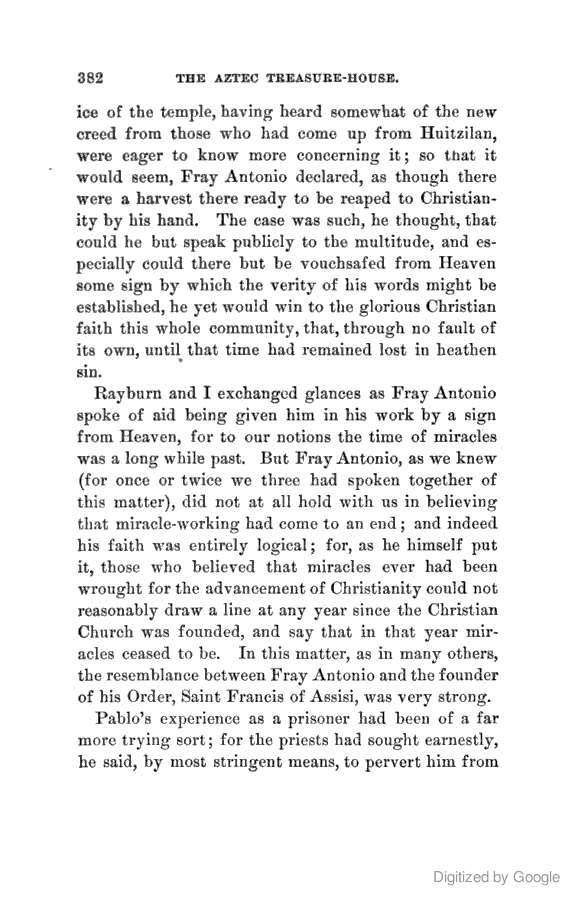 382 THE AZTEC TREASURE-HOUSE.
ice of the temple, having heard somewhat of the new
creed from those who had come up from Huitzilan,
were eager to know more concerning it; so that it
would seem, Fray Antonio declared, as though there
were a harvest there ready to be reaped to Christian-
ity by his hand. The case was such, he thought, that
could he but speak publicly to the multitude, and es-
pecially could there but be vouchsafed from Heaven
some sign by which the verity of his words might be
established, he yet would win to the glorious Christian
faith this whole community, that, through no fault of
its own, until that time had remained lost in heathen
sin.
Rayburn and I exchanged glances as Fray Antonio
spoke of aid being given him in his work by a sign
from Heaven, for to our notions the time of miracles
was a long while past. But Fray Antonio, as we knew
(for once or twice we three had spoken together of
this matter), did not at all hold with us in believing
that miracle-working had come to an end; and indeed
his faith was entirely logical; for, as he himself put
it, those who believed that miracles ever had been
wrought for the advancement of Christianity could not
reasonably draw a line at any year since the Christian
Church was founded, and say that in that year mir-
acles ceased to be. In this matter, as in many others,
the resemblance between Fray Antonio and the founder
of his Order, Saint Francis of Assisi, was very strong.
Pablo's experience as a prisoner had been of a far
more trying sort; for the priests had sought earnestly,
he said, by most stringent means, to pervert him from
Digitized by Google